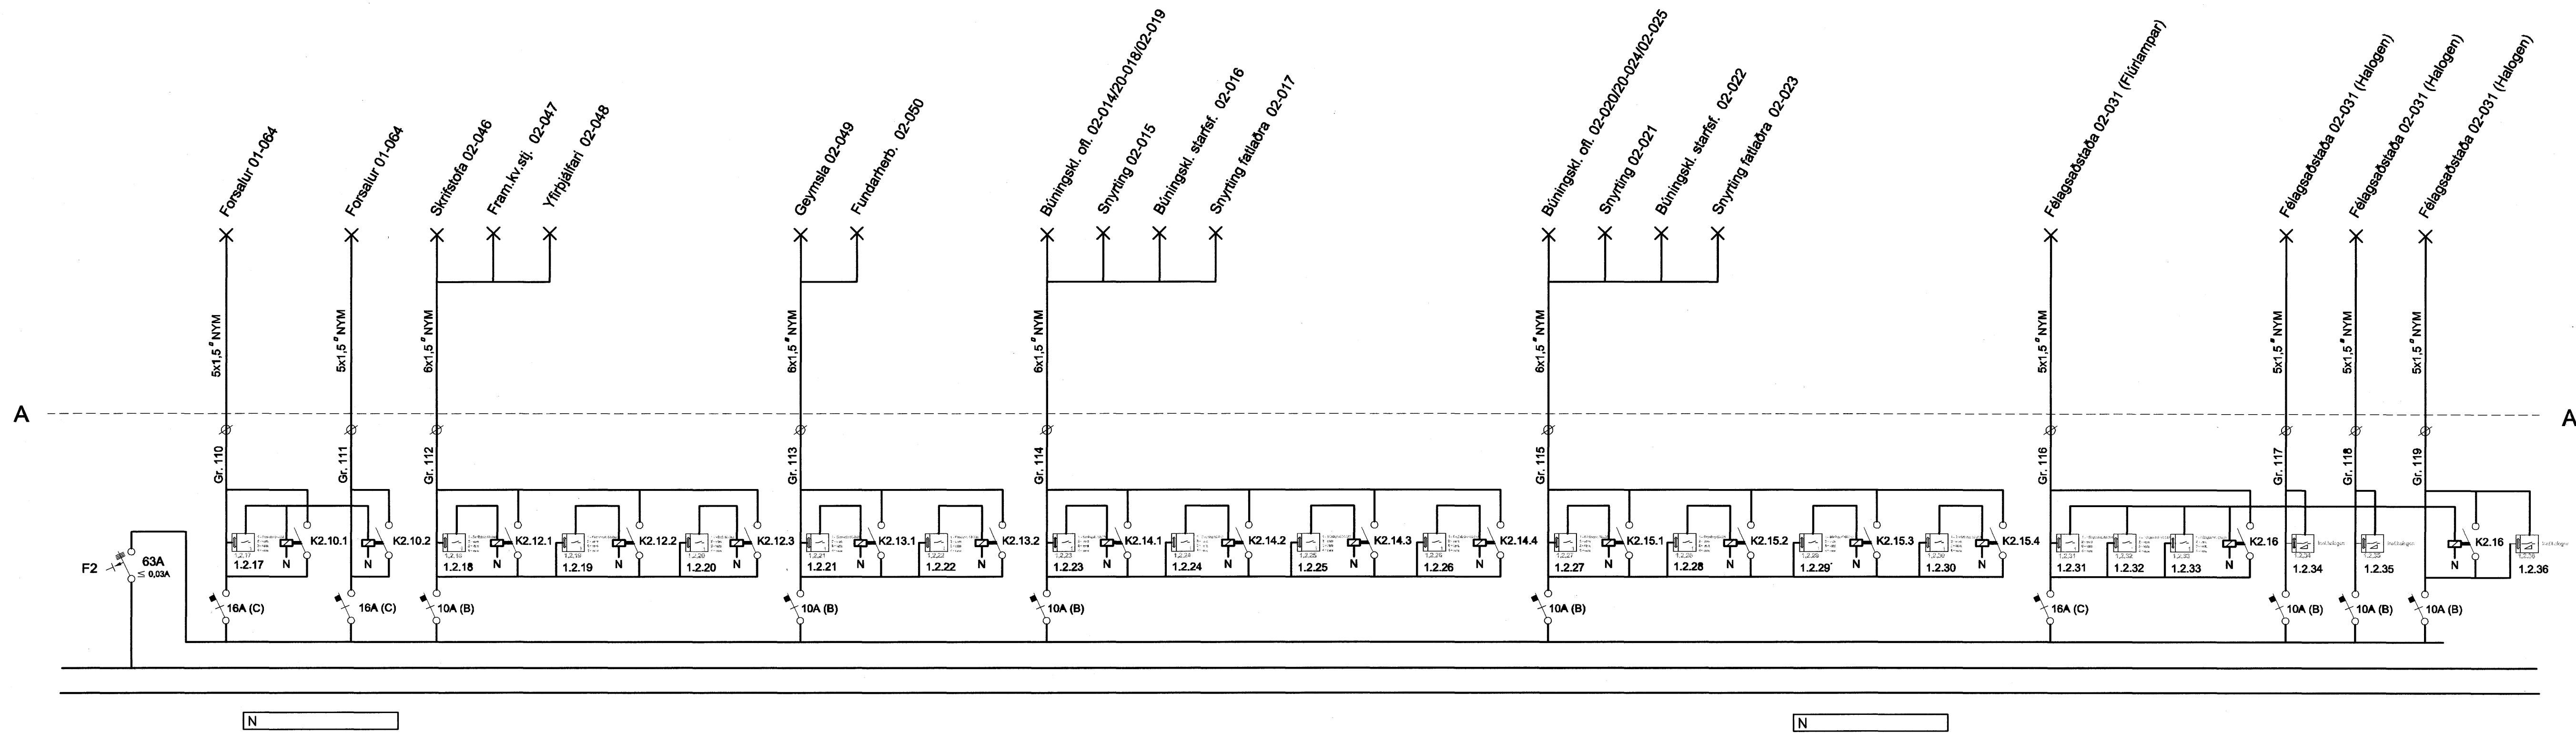 Forsalur 01-064
Forsalur 01-064
Skrifstofa 02-046
Fram.kv.stj. 02-047
Yfirþjálfari 02-048
Geymsla 02-049
Fundarherb. 02-050
Búningskl. ofl. 02-014/20-018/02-019
Snyrting 02-015
Búningskl. starfsf. 02-016
Snyrting fatlaðra 02-017
Búningskl. ofl. 02-020/20-024/02-025
Snyrting 02-021
Búningskl. starfsf. 02-022
Snyrting fatlaðra 02-023
Félagsaðstaða 02-031 (Flúrlampar)
Félagsaðstaða 02-031 (Halogen)
Félagsaðstaða 02-031 (Halogen)
Félagsaðstaða 02-031 (Halogen)
5x1,5 ▫ NYM
5x1,5 ▫ NYM
6x1,5 ▫ NYM
6x1,5 ▫ NYM
6x1,5 ▫ NYM
6x1,5 ▫ NYM
5x1,5 ▫ NYM
5x1,5 ▫ NYM
5x1,5 ▫ NYM
5x1,5 ▫ NYM
A
A
Gr. 110
Gr. 111
Gr. 112
Gr. 113
Gr. 114
Gr. 115
Gr. 116
Gr. 117
Gr. 118
Gr. 119
K2.10.1
K2.10.2
K2.12.1
K2.12.2
K2.12.3
K2.13.1
K2.13.2
K2.14.1
K2.14.2
K2.14.3
K2.14.4
K2.15.1
K2.15.2
K2.15.3
K2.15.4
K2.16
K2.16
1.2.17
N
N
1.2.18
N
1.2.19
N
1.2.20
N
1.2.21
N
1.2.22
N
1.2.23
N
1.2.24
N
1.2.25
N
1.2.26
N
1.2.27
N
1.2.28
N
1.2.29
N
1.2.30
N
1.2.31
1.2.32
1.2.33
N
1.2.34
1.2.35
N
1.2.36
F2
63A
≤ 0,03A
16A (C)
16A (C)
10A (B)
10A (B)
10A (B)
10A (B)
16A (C)
10A (B)
10A (B)
10A (B)
N
N